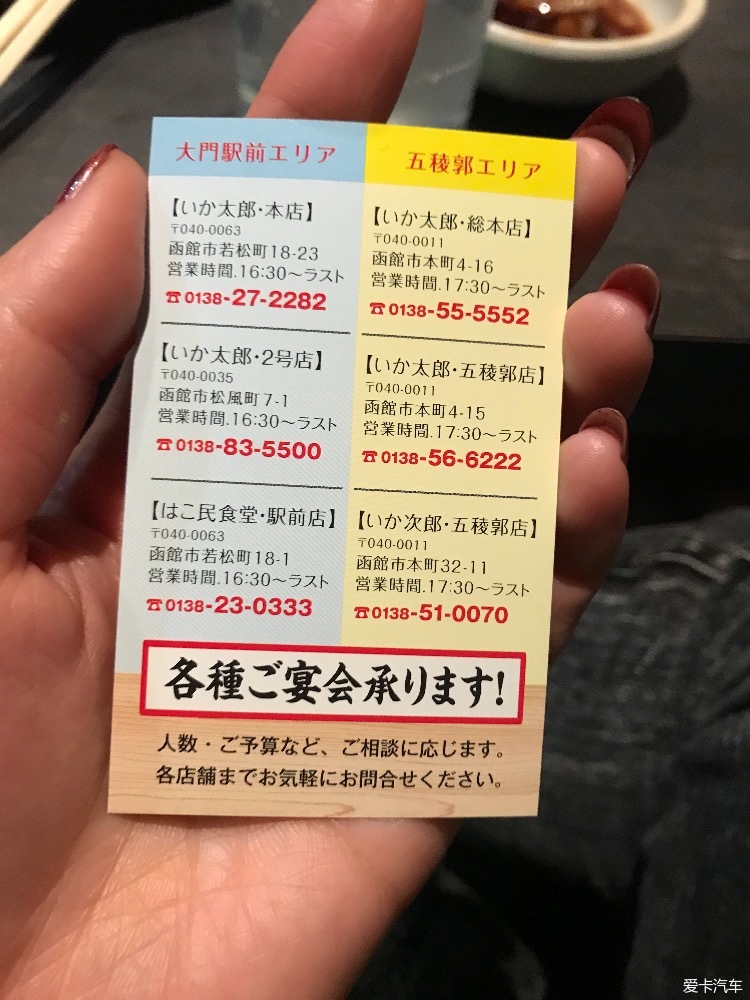 大門駅前エリア
【いか太郎・本店】
〒040-0063
函館市若松町18-23
営業時間.16:30〜ラスト
☎0138-27-2282
【いか太郎・2号店】
〒040-0035
函館市松風町7-1
営業時間.16:30〜ラスト
☎0138-83-5500
【はこ民食堂・駅前店】
〒040-0063
函館市若松町18-1
営業時間.16:30〜ラスト
☎0138-23-0333
五稜郭エリア
【いか太郎・総本店】
〒040-0011
函館市本町4-16
営業時間.17:30〜ラスト
☎0138-55-5552
【いか太郎・五稜郭店】
〒040-0011
函館市本町4-15
営業時間.17:30〜ラスト
☎0138-56-6222
【いか次郎・五稜郭店】
〒040-0011
函館市本町32-11
営業時間.17:30〜ラスト
☎0138-51-0070
各種ご宴会承ります!
人数・ご予算など、ご相談に応じます。
各店舗までお気軽にお問合せください。
爱卡汽车